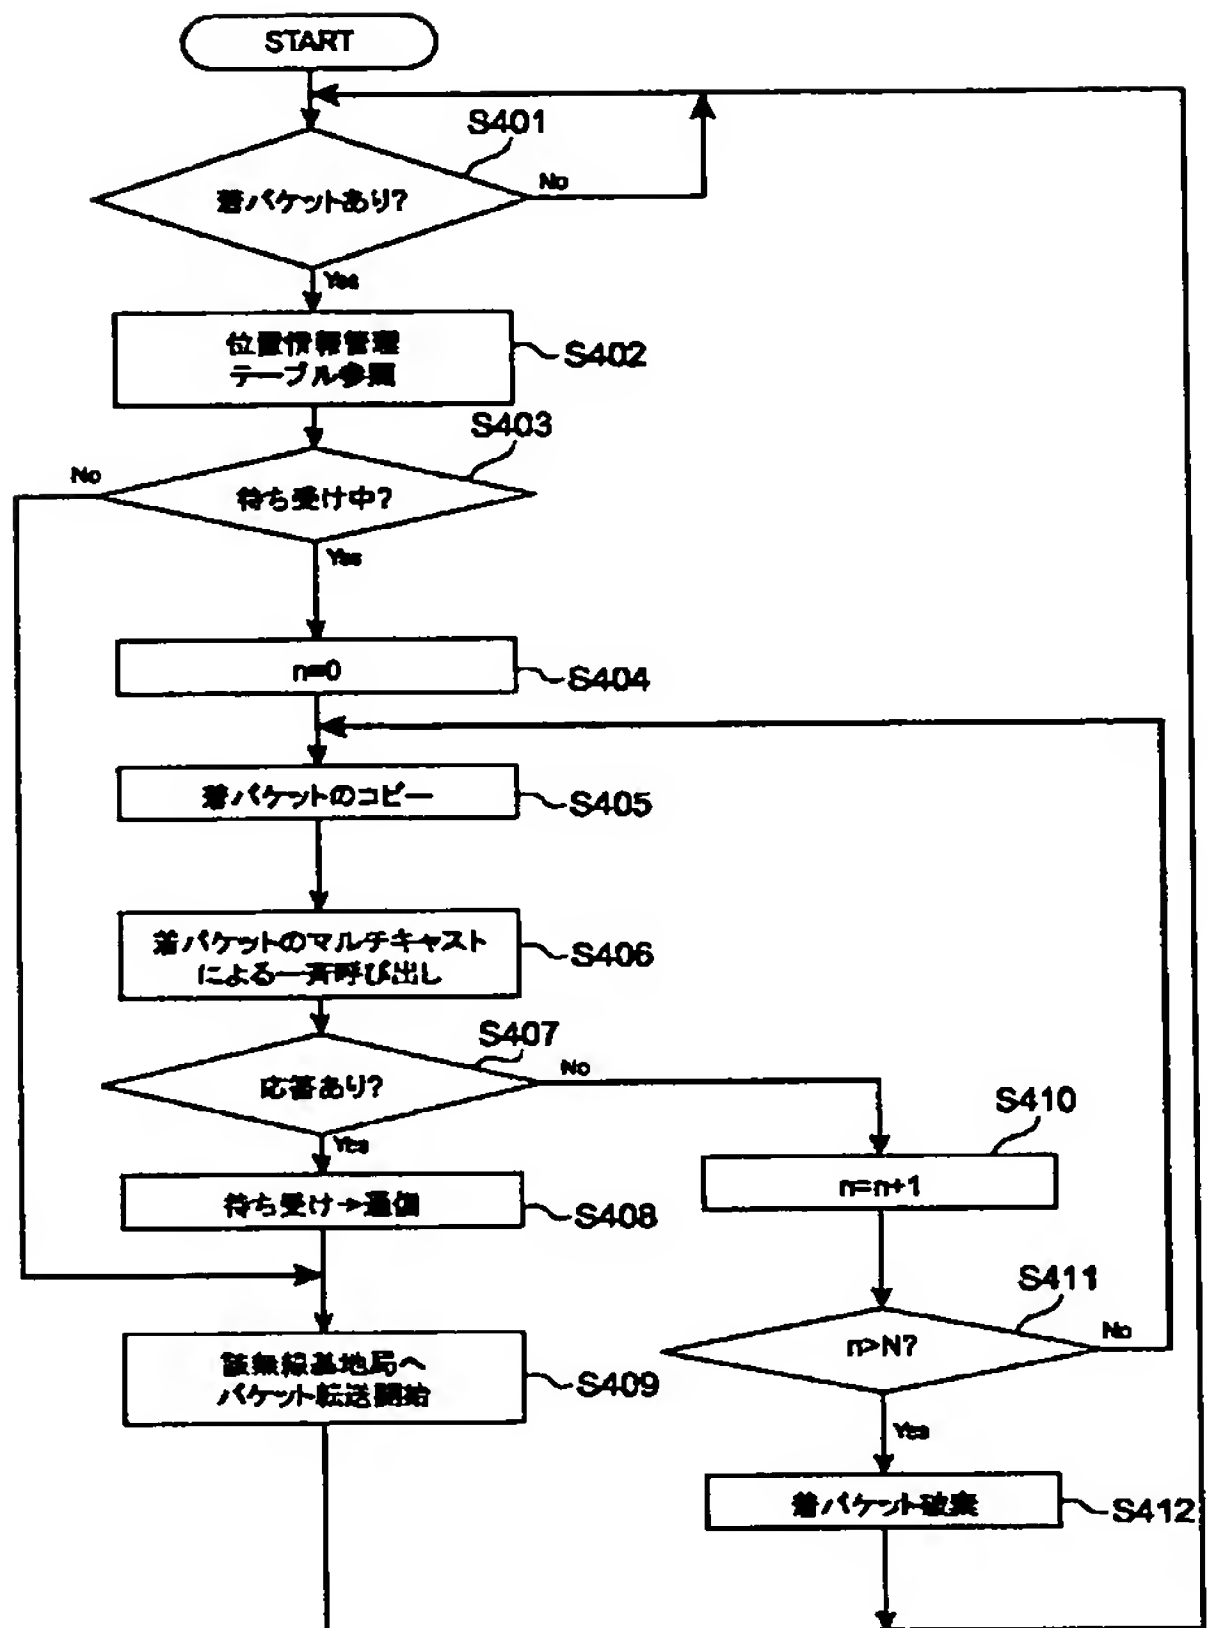 START
S401
着パケットあり?
No
Yes
位置情報管理
テーブル参照
S402
S403
No
待ち受け中?
Yes
n=0
S404
着パケットのコピー
S405
着パケットのマルチキャスト
による一斉呼び出し
S406
S407
応答あり?
No
Yes
S410
n=n+1
待ち受け→通信
S408
S411
n>N?
No
該無線基地局へ
パケット転送開始
S409
Yes
着パケット破棄
S412